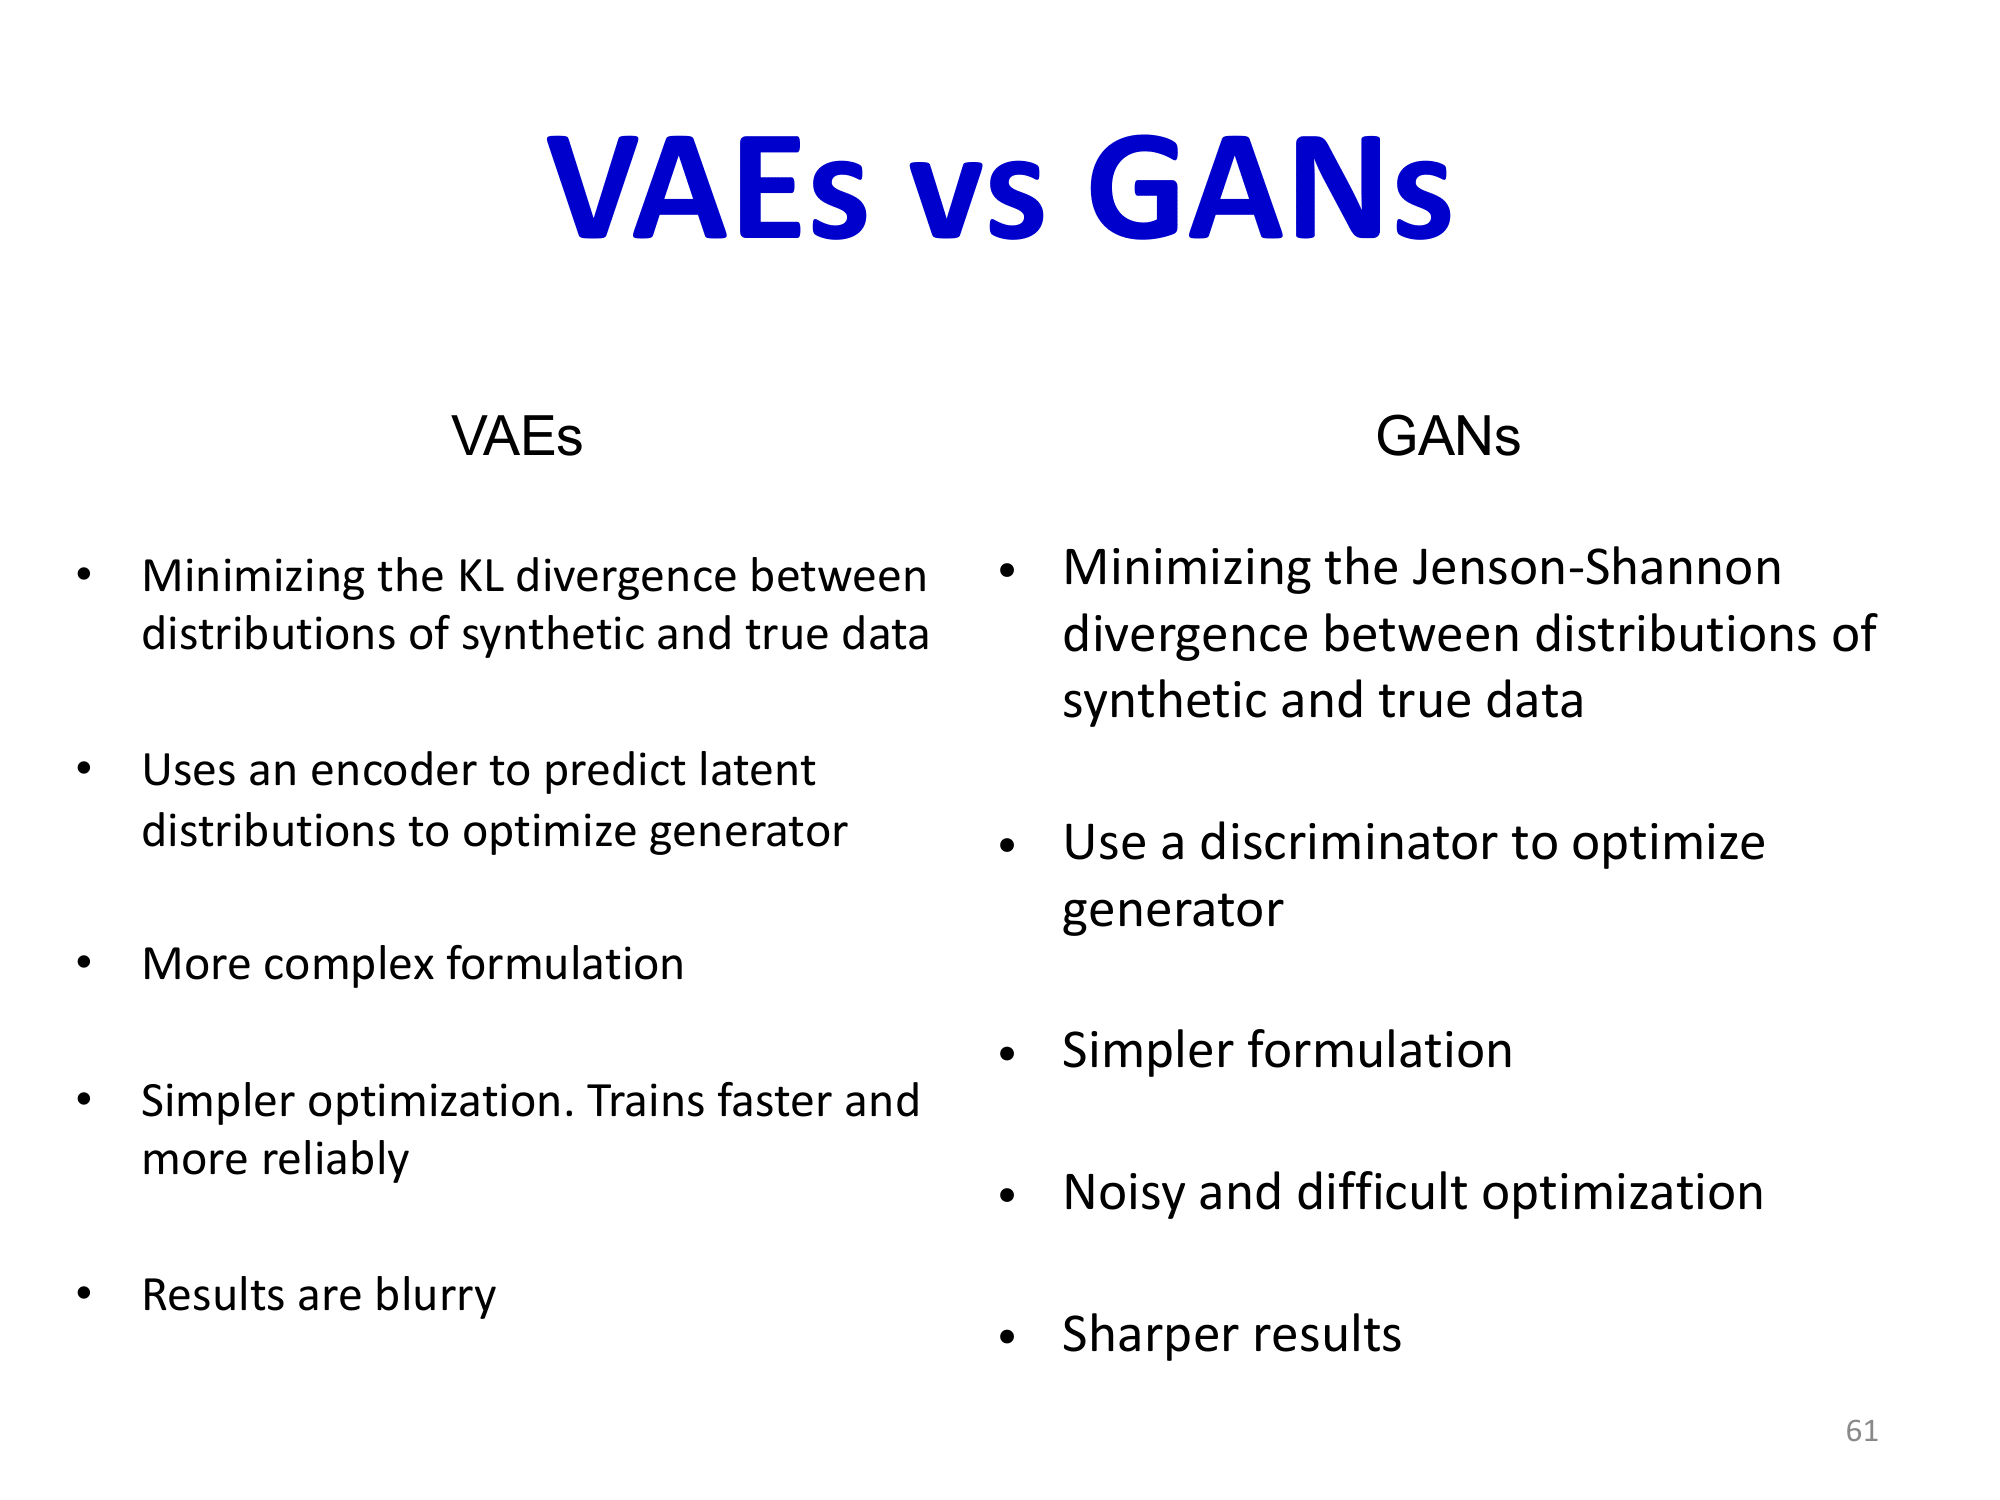 VAEs vs GANs
VAEs
• Minimizing the KL divergence between
distributions of synthetic and true data
• Uses an encoder to predict latent
distributions to optimize generator
• More complex formulation
• Simpler optimization. Trains faster and
more reliably
• Results are blurry
GANs
• Minimizing the Jenson-Shannon
divergence between distributions of
synthetic and true data
• Use a discriminator to optimize
generator
• Simpler formulation
• Noisy and difficult optimization
• Sharper results
61